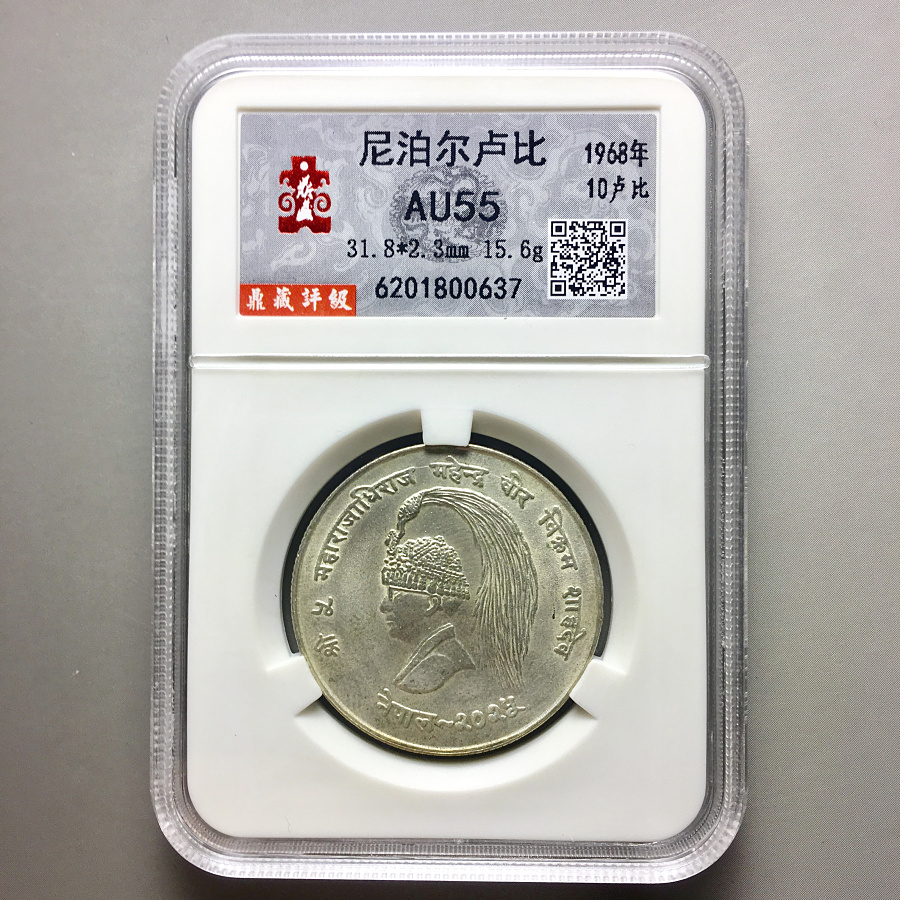 尼泊尔卢比
1968年
10卢比
AU55
31.8*2.3mm 15.6g
6201800637
鼎藏評級
श्री ५ महाराजाधिराज महेन्द्र वीर विक्रम शाहदेव
नेपाल~२०२५